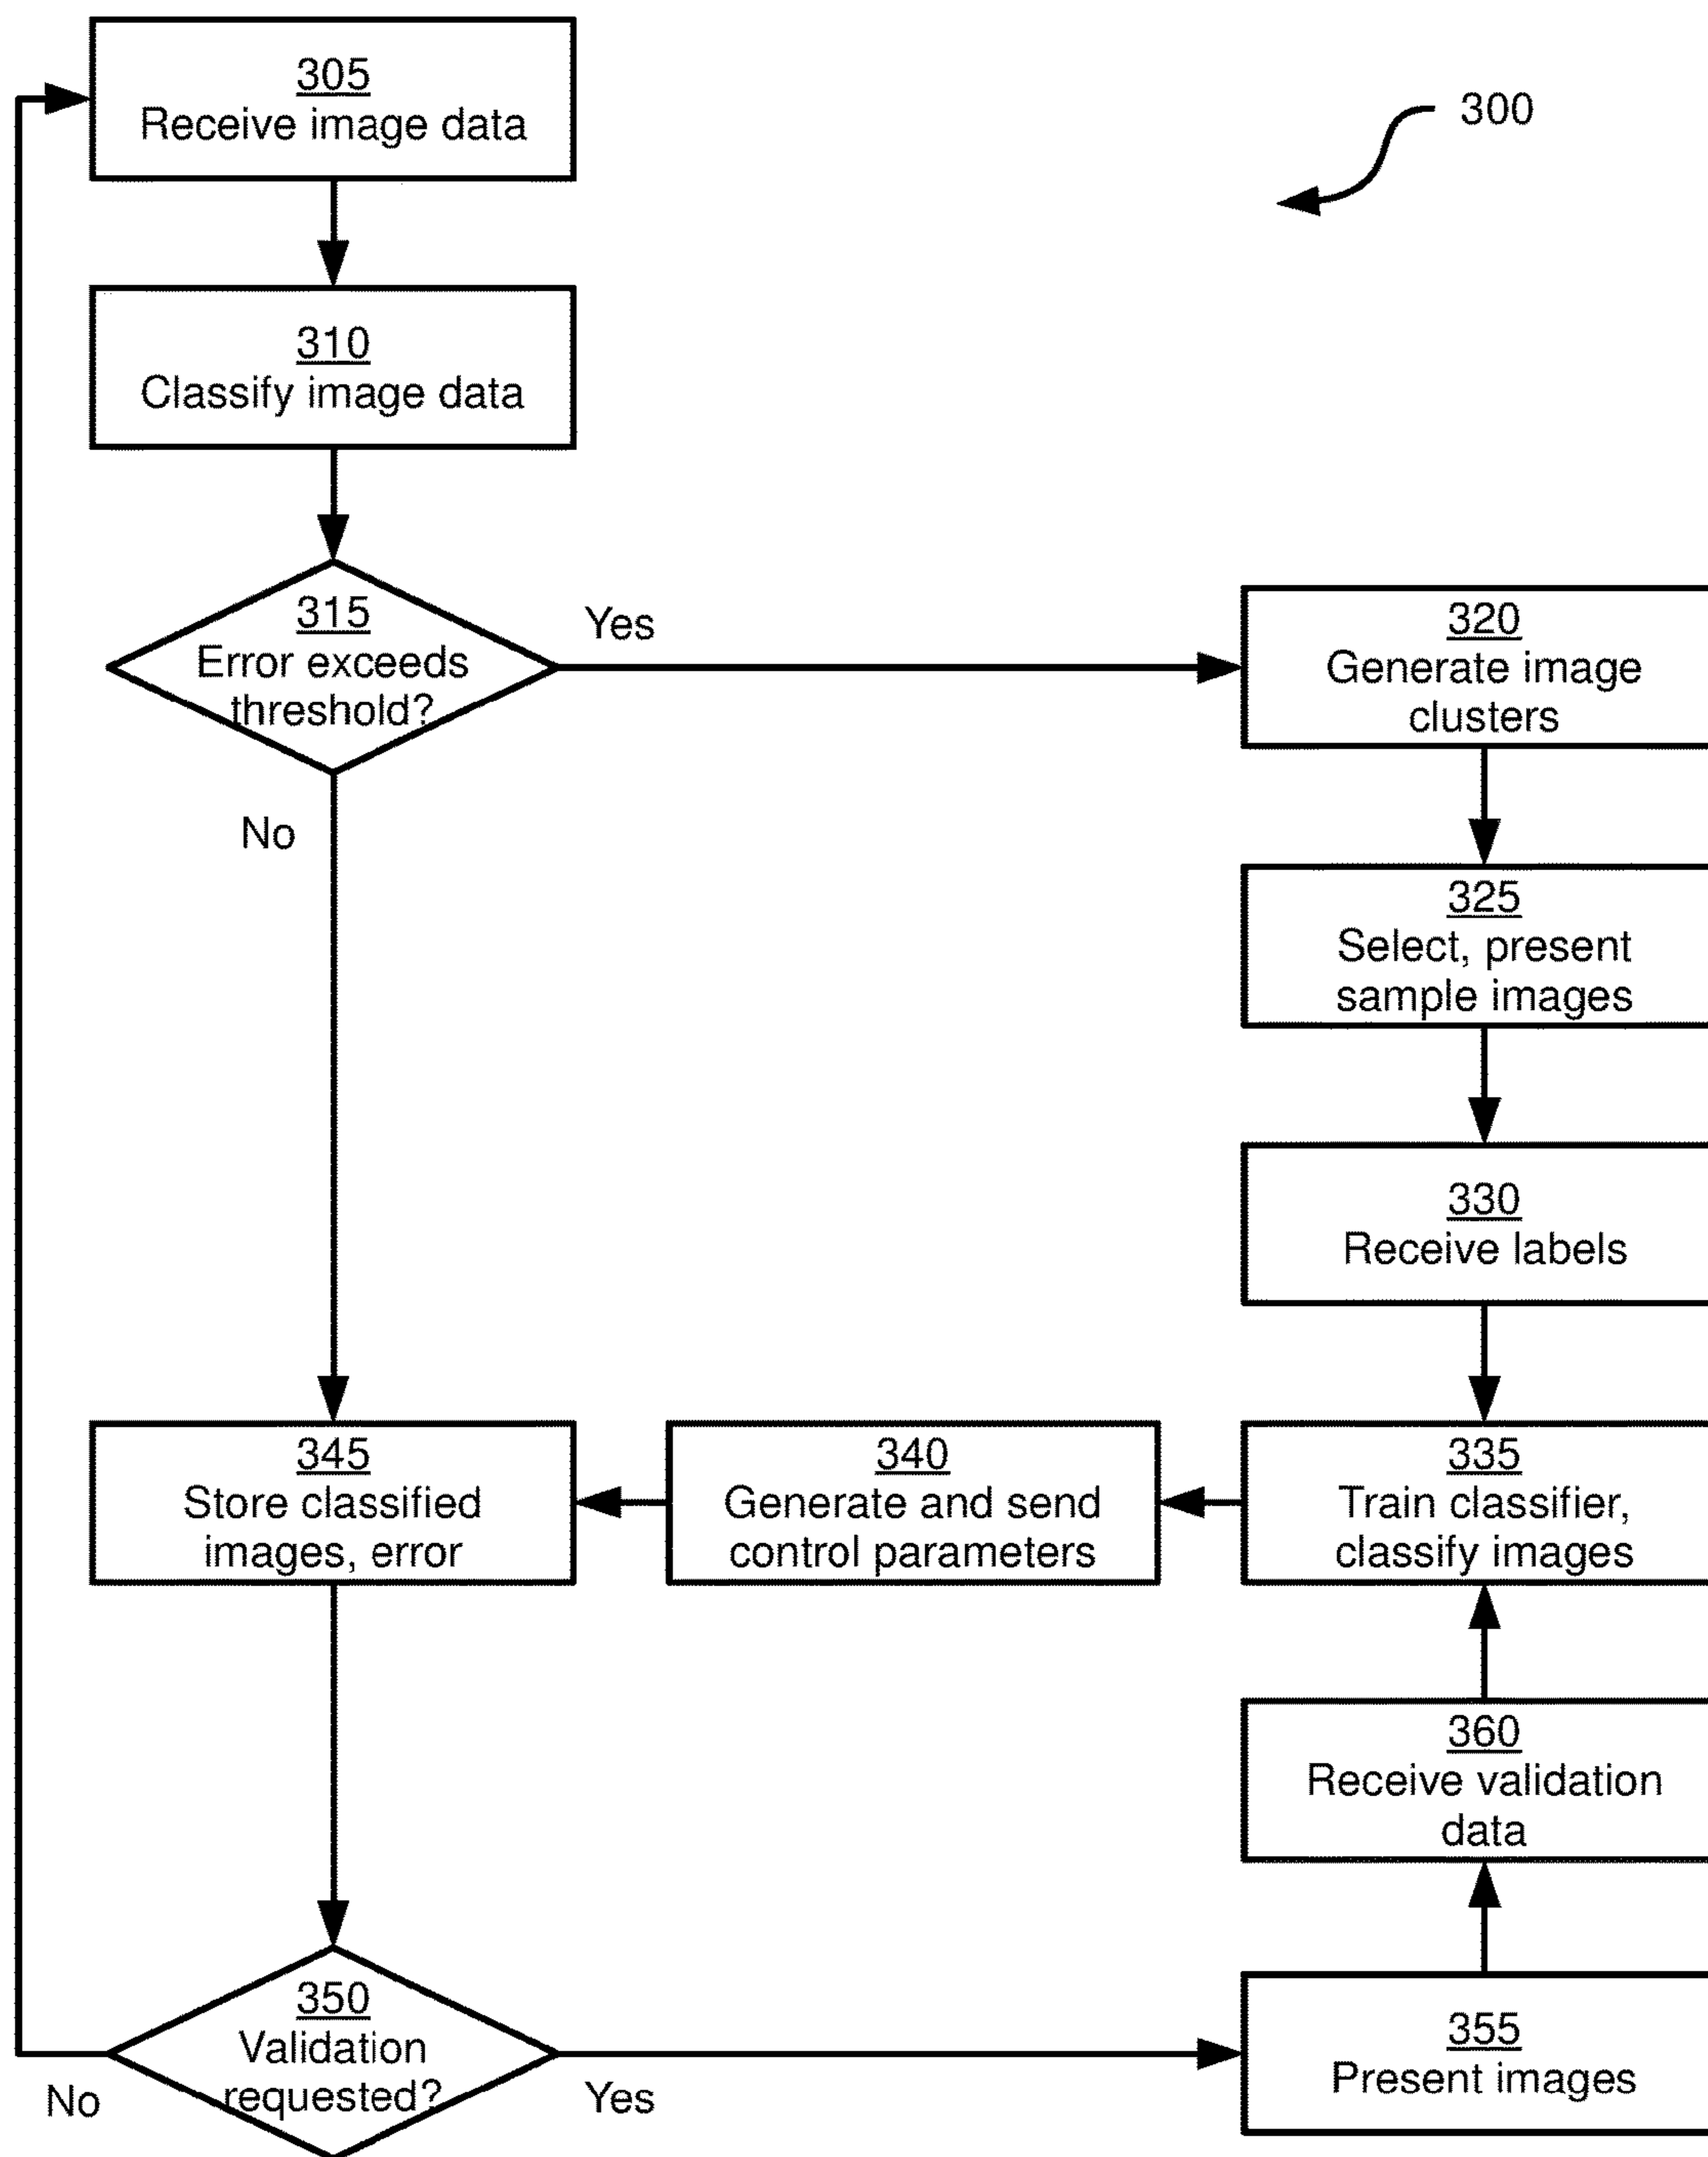 305
Receive image data
300
310
Classify image data
315
Error exceeds
threshold?
Yes
No
320
Generate image
clusters
325
Select, present
sample images
330
Receive labels
335
Train classifier,
classify images
340
Generate and send
control parameters
345
Store classified
images, error
350
Validation
requested?
No
Yes
355
Present images
360
Receive validation
data